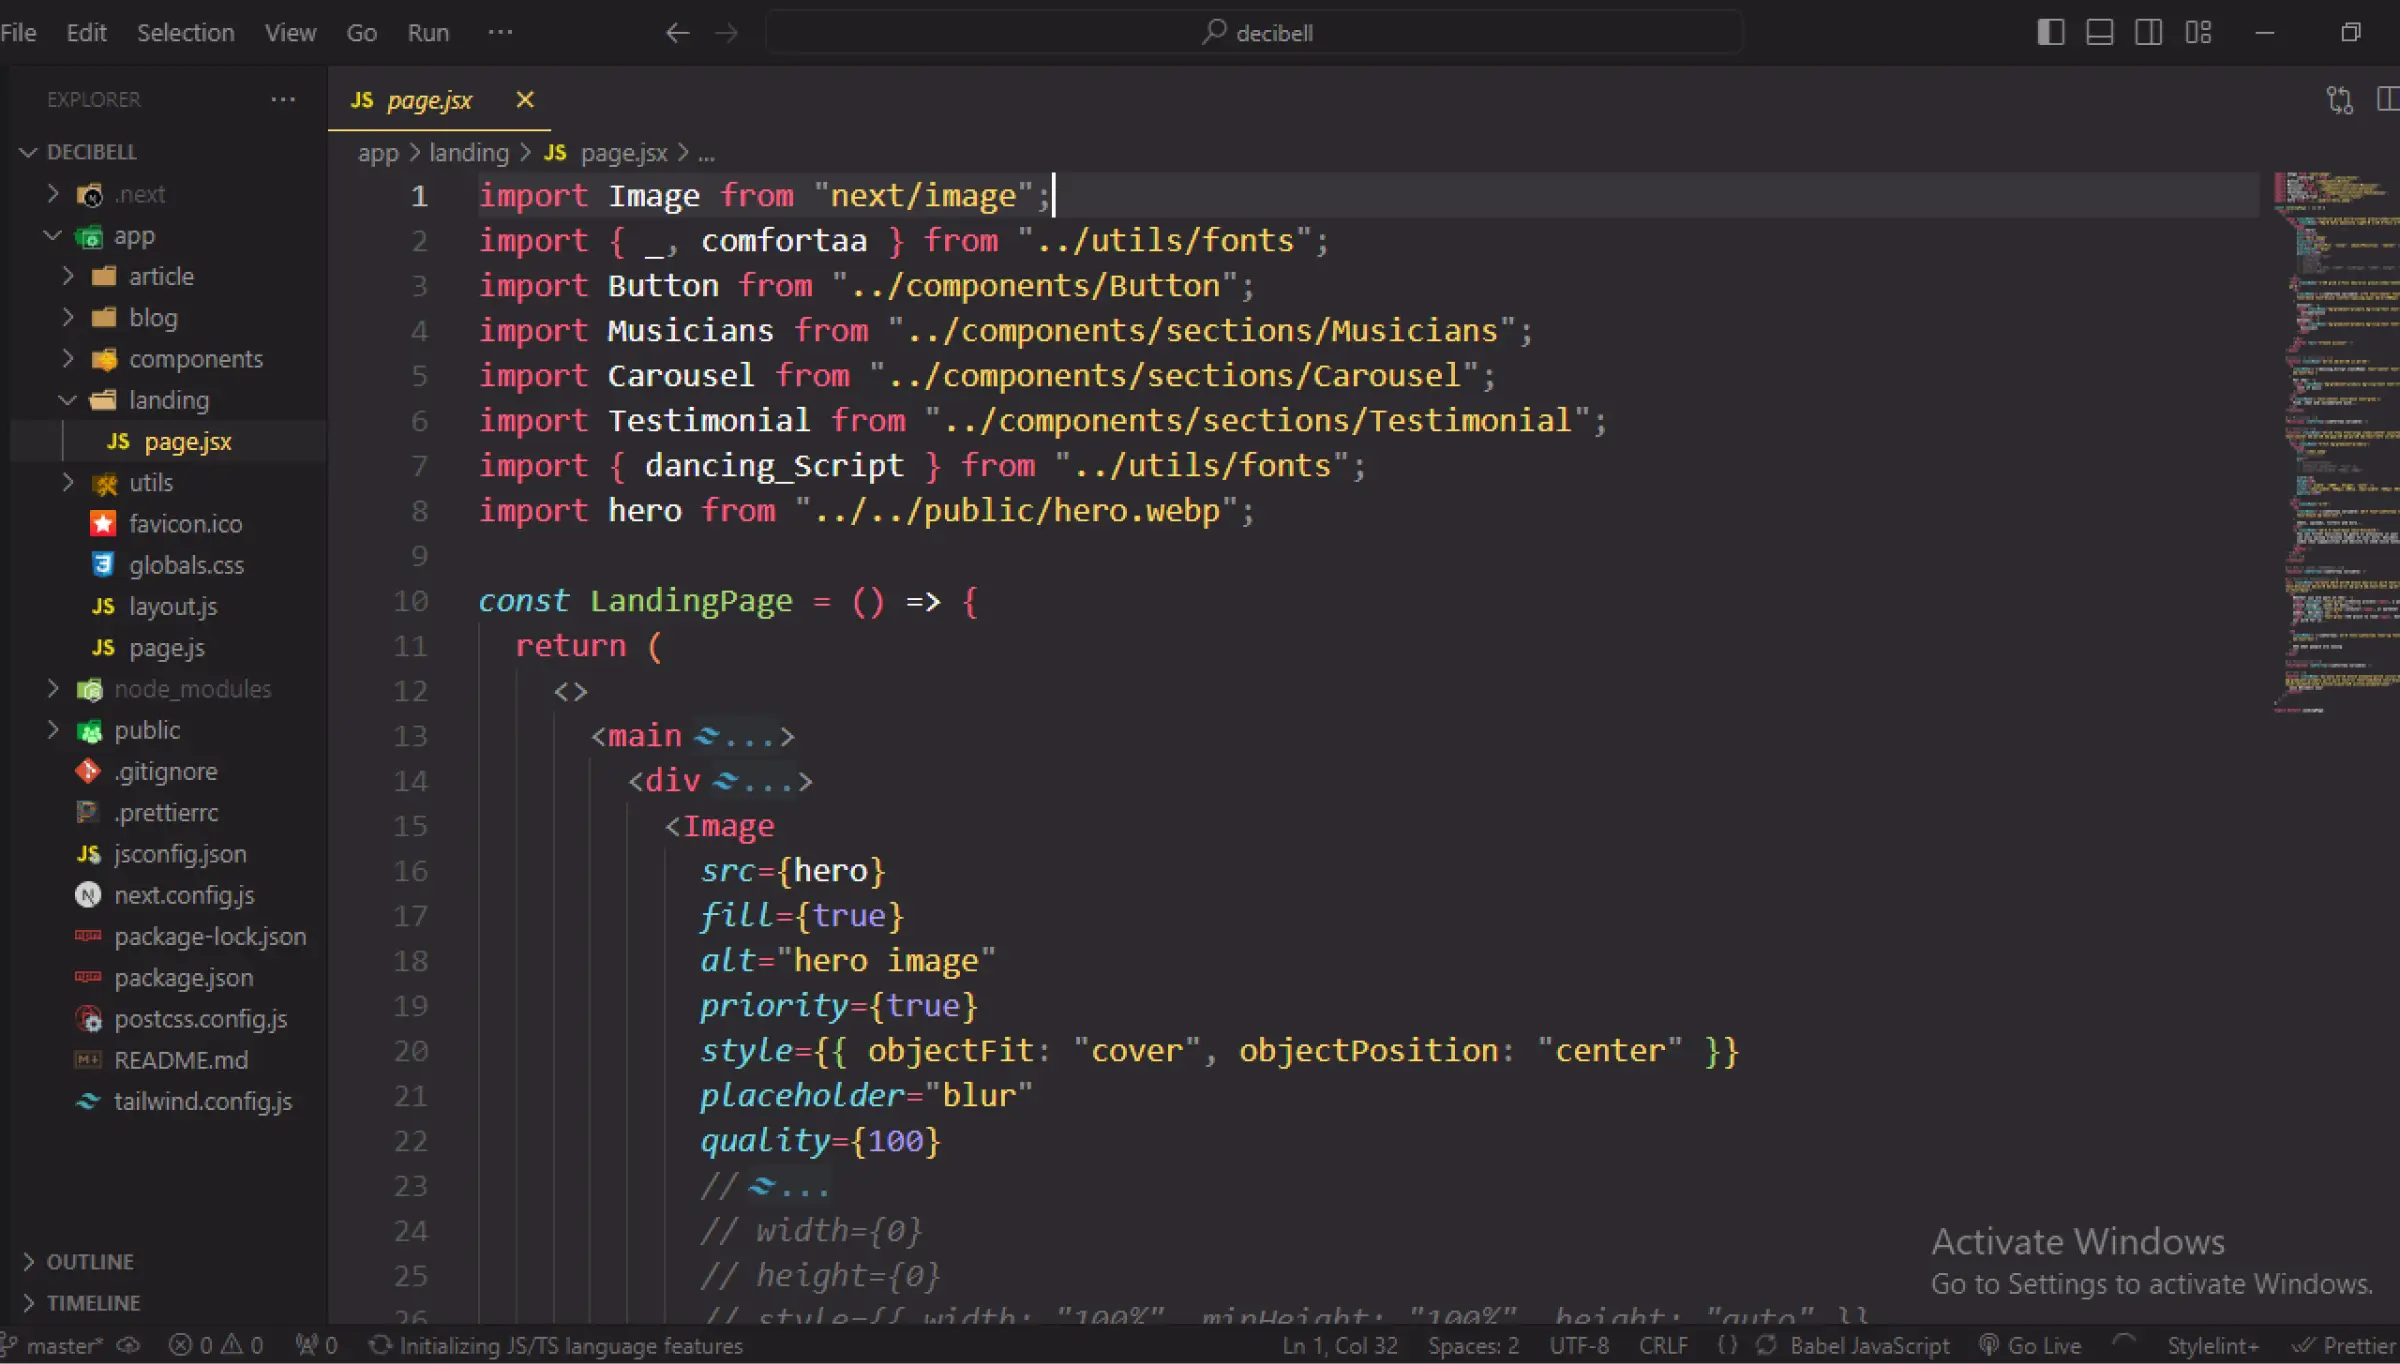 File Edit Selection View Go Run ···
decibell
EXPLORER ···
DECIBELL
.next
app
article
blog
components
landing
JS page.jsx
utils
favicon.ico
globals.css
JS layout.js
JS page.js
node_modules
public
.gitignore
.prettierrc
JS jsconfig.json
next.config.js
package-lock.json
package.json
postcss.config.js
README.md
tailwind.config.js
OUTLINE
TIMELINE
JS page.jsx
app > landing > JS page.jsx > ...
1 import Image from "next/image";
2 import { _, comfortaa } from "../utils/fonts";
3 import Button from "../components/Button";
4 import Musicians from "../components/sections/Musicians";
5 import Carousel from "../components/sections/Carousel";
6 import Testimonial from "../components/sections/Testimonial";
7 import { dancing_Script } from "../utils/fonts";
8 import hero from "../../public/hero.webp";
9
10 const LandingPage = () => {
11 return (
12 <>
13 <main ...>
14 <div ...>
15 <Image
16 src={hero}
17 fill={true}
18 alt="hero image"
19 priority={true}
20 style={{ objectFit: "cover", objectPosition: "center" }}
21 placeholder="blur"
22 quality={100}
23 // ...
24 // width={0}
25 // height={0}
26 // style={{ width: "100%", minHeight: "100%", height: "auto" }}
Activate Windows
Go to Settings to activate Windows.
master* 0 0 0 Initializing JS/TS language features Ln 1, Col 32 Spaces: 2 UTF-8 CRLF {} Babel JavaScript Go Live Stylelint+ Prettier